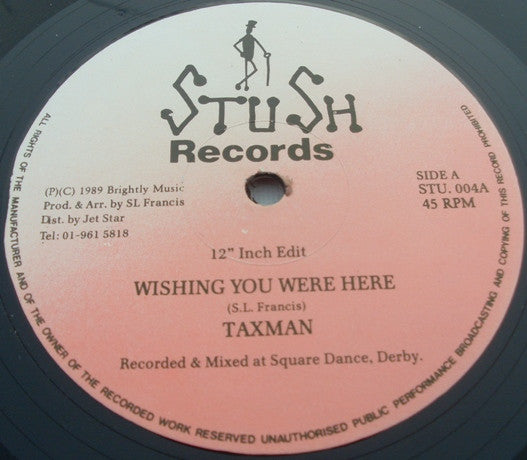 STUSH
Records
(P)(C) 1989 Brightly Music
Prod. & Arr. by SL Francis
Dist. by Jet Star
Tel: 01-961 5818
SIDE A
STU. 004A
45 RPM
12" Inch Edit
WISHING YOU WERE HERE
(S.L. Francis)
TAXMAN
Recorded & Mixed at Square Dance, Derby.
ALL RIGHTS OF THE MANUFACTURER AND OF THE OWNER OF THE RECORDED WORK RESERVED UNAUTHORISED PUBLIC PERFORMANCE BROADCASTING AND COPYING OF THIS RECORD PROHIBITED